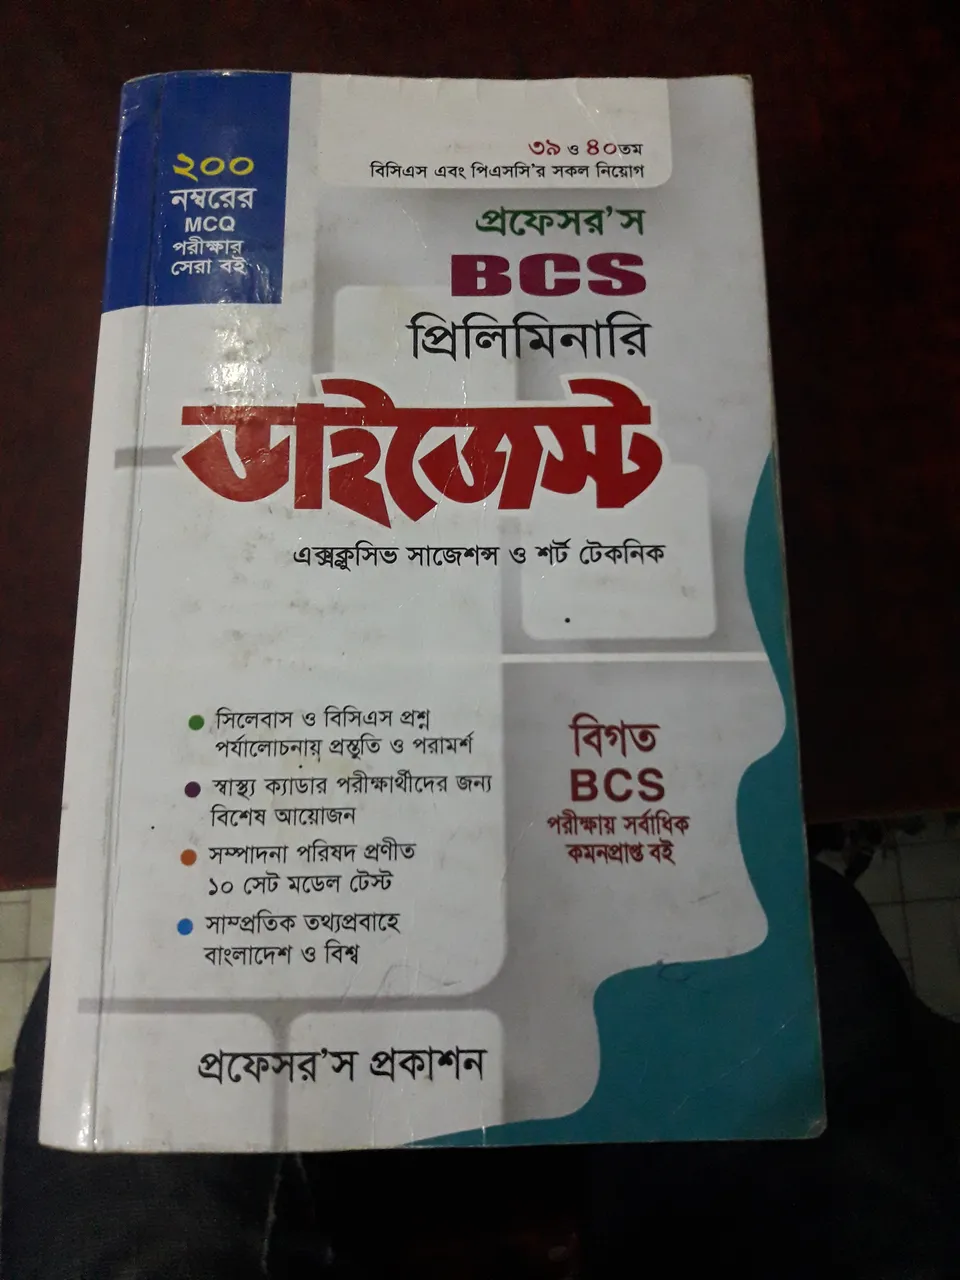 ২০০
নম্বরের
MCQ
পরীক্ষার
সেরা বই
৩৯ ও ৪০তম
বিসিএস এবং পিএসসি'র সকল নিয়োগ
প্রফেসর'স
BCS
প্রিলিমিনারি
ডাইজেস্ট
এক্সক্লুসিভ সাজেশন্স ও শর্ট টেকনিক
সিলেবাস ও বিসিএস প্রশ্ন
পর্যালোচনায় প্রস্তুতি ও পরামর্শ
স্বাস্থ্য ক্যাডার পরীক্ষার্থীদের জন্য
বিশেষ আয়োজন
সম্পাদনা পরিষদ প্রণীত
১০ সেট মডেল টেস্ট
সাম্প্রতিক তথ্যপ্রবাহে
বাংলাদেশ ও বিশ্ব
বিগত
BCS
পরীক্ষায় সর্বাধিক
কমনপ্রাপ্ত বই
প্রফেসর'স প্রকাশন